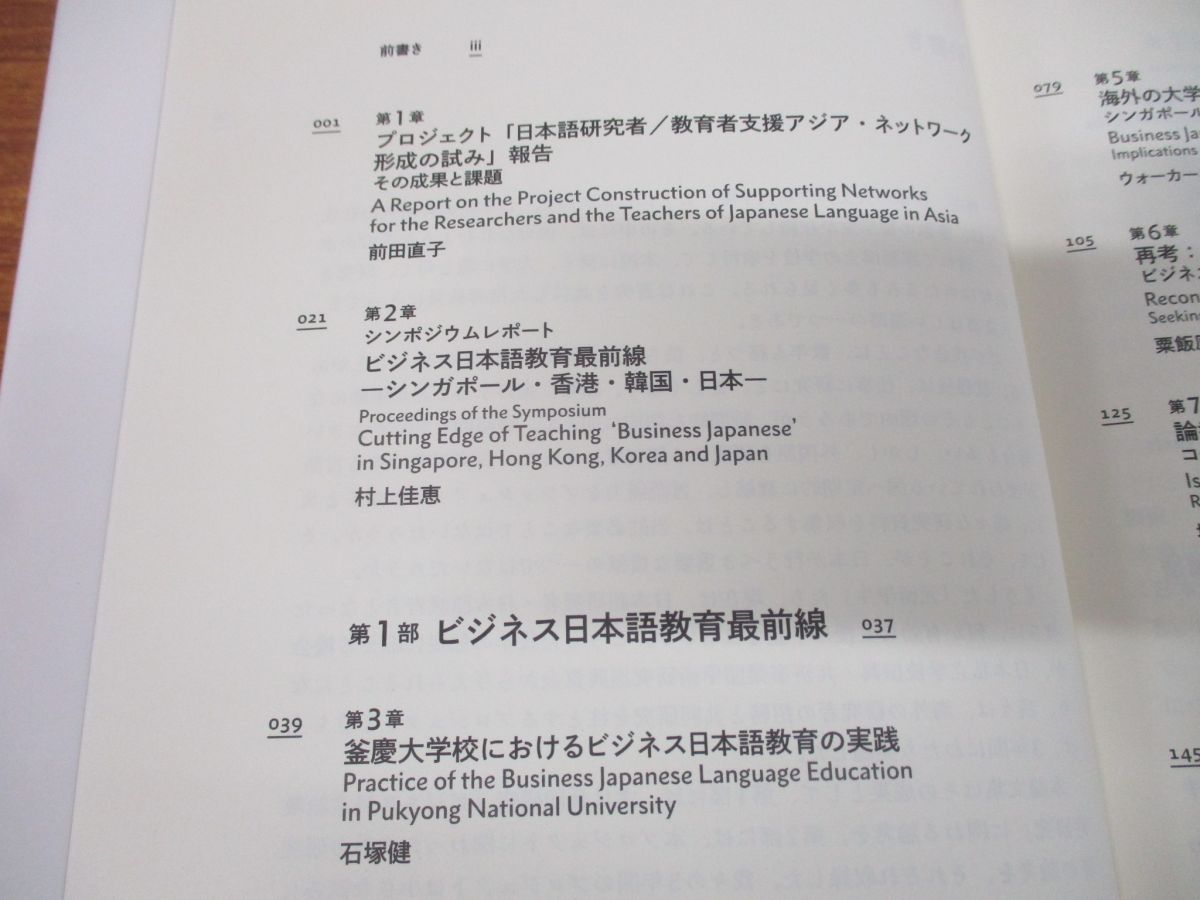 前書き iii
001 第1章
プロジェクト「日本語研究者／教育者支援アジア・ネットワーク
形成の試み」報告
その成果と課題
A Report on the Project Construction of Supporting Networks
for the Researchers and the Teachers of Japanese Language in Asia
前田直子
021 第2章
シンポジウムレポート
ビジネス日本語教育最前線
―シンガポール・香港・韓国・日本―
Proceedings of the Symposium
Cutting Edge of Teaching 'Business Japanese'
in Singapore, Hong Kong, Korea and Japan
村上佳恵
第1部 ビジネス日本語教育最前線 037
039 第3章
釜慶大学校におけるビジネス日本語教育の実践
Practice of the Business Japanese Language Education
in Pukyong National University
石塚健
079 第5章
海外の大学
シンガポール
Business Ja
Implications
ウォーカー
105 第6章
再考：
ビジネス
Recon
Seekin
粟飯原
125 第7
論
コ
Is
R
145